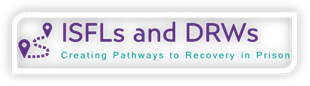 ISFLs and DRWs
Creating Pathways to Recovery in Prison